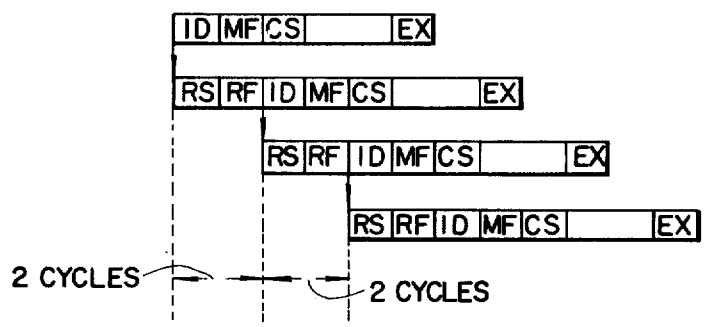 ID MF CS EX
RS RF ID MF CS EX
RS RF ID MF CS EX
RS RF ID MF CS EX
2 CYCLES
2 CYCLES